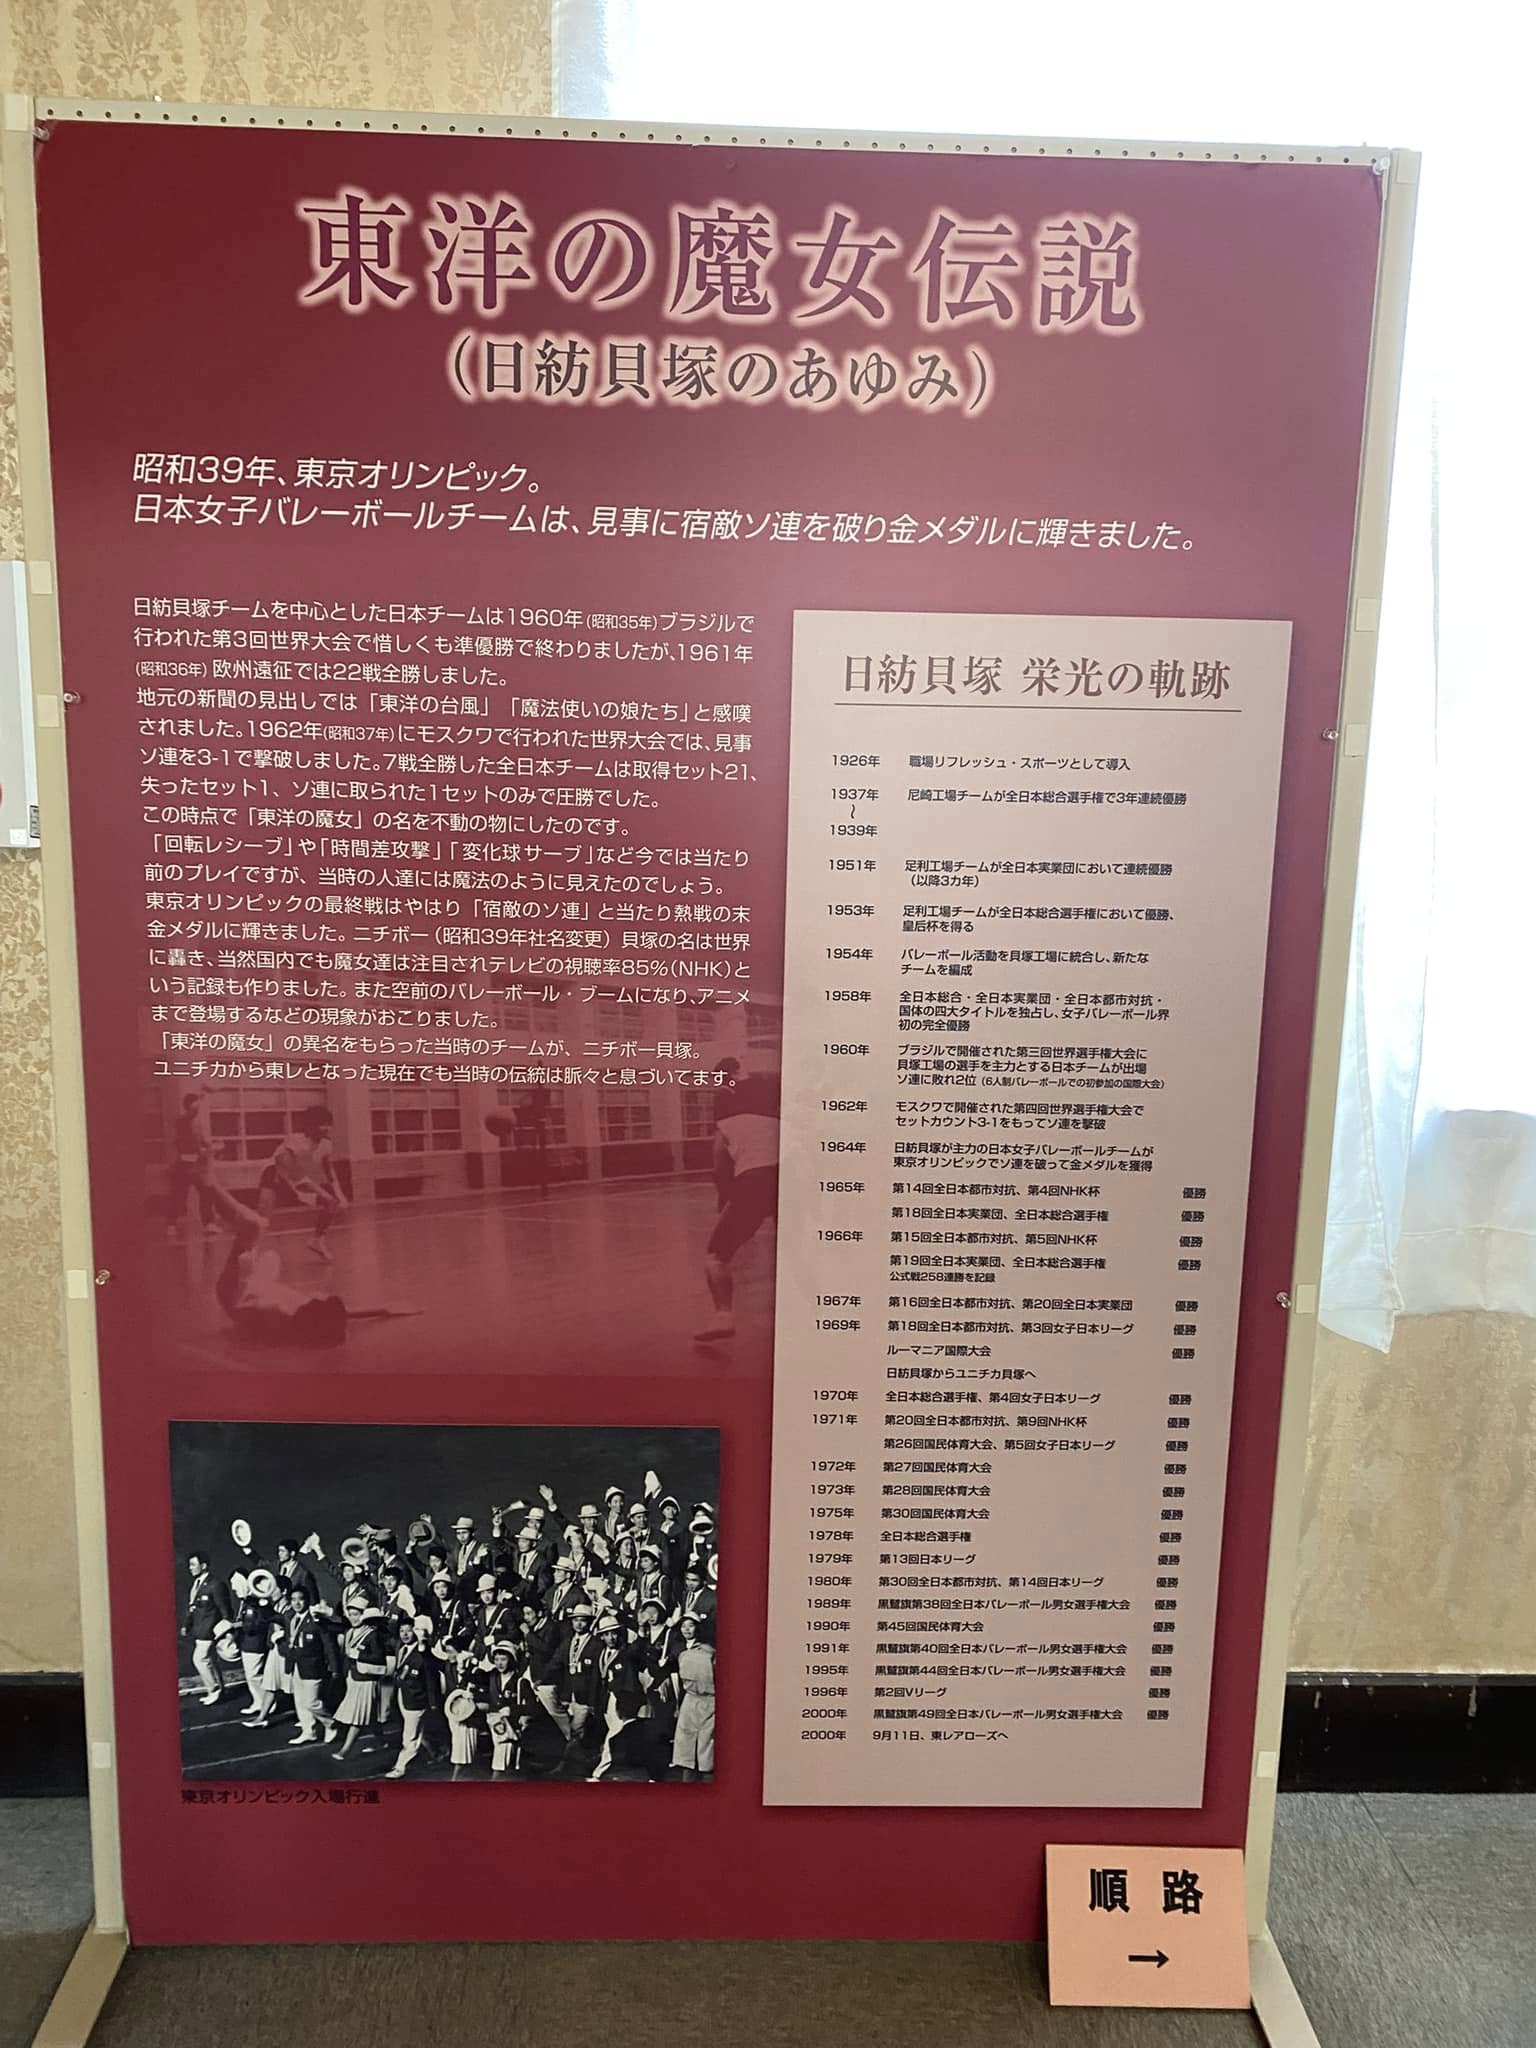 東洋の魔女伝説
（日紡貝塚のあゆみ）
昭和39年、東京オリンピック。
日本女子バレーボールチームは、見事に宿敵ソ連を破り金メダルに輝きました。
日紡貝塚チームを中心とした日本チームは1960年(昭和35年)ブラジルで
行われた第3回世界大会で惜しくも準優勝で終わりましたが、1961年
(昭和36年) 欧州遠征では22戦全勝しました。
地元の新聞の見出しでは「東洋の台風」「魔法使いの娘たち」と感嘆
されました。1962年(昭和37年)にモスクワで行われた世界大会では、見事
ソ連を3-1で撃破しました。7戦全勝した全日本チームは取得セット21、
失ったセット1、ソ連に取られた1セットのみで圧勝でした。
この時点で「東洋の魔女」の名を不動の物にしたのです。
「回転レシーブ」や「時間差攻撃」「変化球サーブ」など今では当たり
前のプレイですが、当時の人達には魔法のように見えたのでしょう。
東京オリンピックの最終戦はやはり「宿敵のソ連」と当たり熱戦の末
金メダルに輝きました。ニチボー（昭和39年社名変更）貝塚の名は世界
に轟き、当然国内でも魔女達は注目されテレビの視聴率85%(NHK)と
いう記録も作りました。また空前のバレーボール・ブームになり、アニメ
まで登場するなどの現象がおこりました。
「東洋の魔女」の異名をもらった当時のチームが、ニチボー貝塚。
ユニチカから東レとなった現在でも当時の伝統は脈々と息づいてます。
東京オリンピック入場行進
日紡貝塚 栄光の軌跡
1926年 職場リフレッシュ・スポーツとして導入
1937年 尼崎工場チームが全日本総合選手権で3年連続優勝
〜
1939年
1951年 足利工場チームが全日本実業団において連続優勝
（以降3カ年）
1953年 足利工場チームが全日本総合選手権において優勝、
皇后杯を得る
1954年 バレーボール活動を貝塚工場に統合し、新たな
チームを編成
1958年 全日本総合・全日本実業団・全日本都市対抗・
国体の四大タイトルを独占し、女子バレーボール界
初の完全優勝
1960年 ブラジルで開催された第三回世界選手権大会に
貝塚工場の選手を主力とする日本チームが出場
ソ連に敗れ2位（6人制バレーボールでの初参加の国際大会）
1962年 モスクワで開催された第四回世界選手権大会で
セットカウント3-1をもってソ連を撃破
1964年 日紡貝塚が主力の日本女子バレーボールチームが
東京オリンピックでソ連を破って金メダルを獲得
1965年 第14回全日本都市対抗、第4回NHK杯 優勝
第18回全日本実業団、全日本総合選手権 優勝
1966年 第15回全日本都市対抗、第5回NHK杯 優勝
第19回全日本実業団、全日本総合選手権 優勝
公式戦258連勝を記録
1967年 第16回全日本都市対抗、第20回全日本実業団 優勝
1969年 第18回全日本都市対抗、第3回女子日本リーグ 優勝
ルーマニア国際大会 優勝
日紡貝塚からユニチカ貝塚へ
1970年 全日本総合選手権、第4回女子日本リーグ 優勝
1971年 第20回全日本都市対抗、第9回NHK杯 優勝
第26回国民体育大会、第5回女子日本リーグ 優勝
1972年 第27回国民体育大会 優勝
1973年 第28回国民体育大会 優勝
1975年 第30回国民体育大会 優勝
1978年 全日本総合選手権 優勝
1979年 第13回日本リーグ 優勝
1980年 第30回全日本都市対抗、第14回日本リーグ 優勝
1989年 黒鷲旗第38回全日本バレーボール男女選手権大会 優勝
1990年 第45回国民体育大会 優勝
1991年 黒鷲旗第40回全日本バレーボール男女選手権大会 優勝
1995年 黒鷲旗第44回全日本バレーボール男女選手権大会 優勝
1996年 第2回Vリーグ 優勝
2000年 黒鷲旗第49回全日本バレーボール男女選手権大会 優勝
2000年 9月11日、東レアローズへ
順路
→